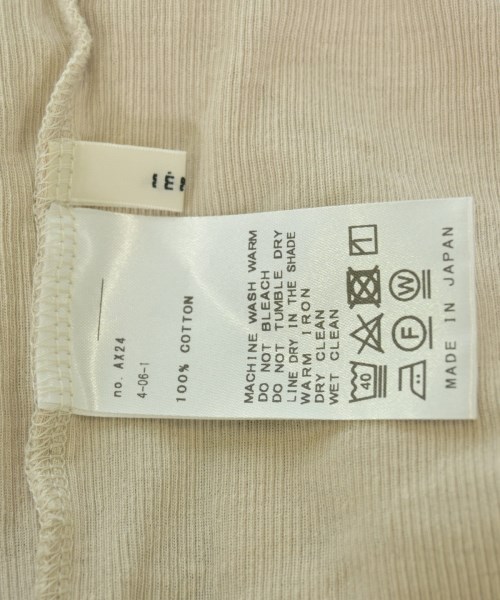 no. AX24
4-06-1
100% COTTON
MACHINE WASH WARM
DO NOT BLEACH
DO NOT TUMBLE DRY
LINE DRY IN THE SHADE
WARM IRON
DRY CLEAN
WET CLEAN
40
F W
MADE IN JAPAN